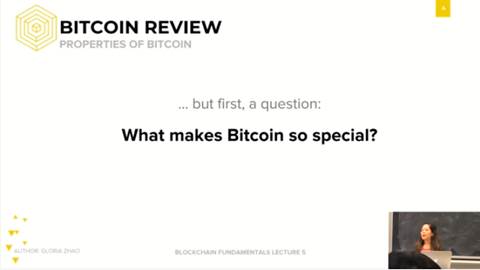 BITCOIN REVIEW
PROPERTIES OF BITCOIN
... but first, a question:
What makes Bitcoin so special?
AUTHOR: GLORIA ZHAO
BLOCKCHAIN FUNDAMENTALS LECTURE 5